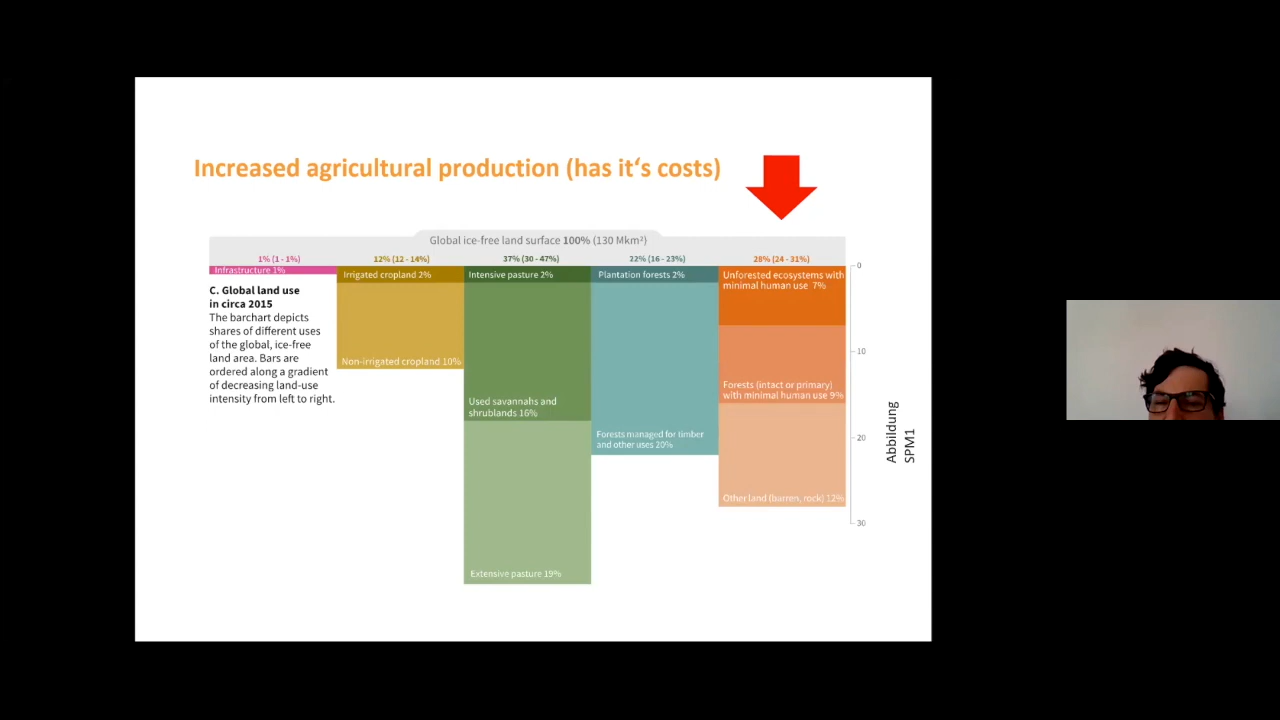 Increased agricultural production (has it‘s costs)
Global ice-free land surface 100% (130 Mkm²)
1% (1 - 1%)
12% (12 - 14%)
37% (30 - 47%)
22% (16 - 23%)
28% (24 - 31%)
Infrastructure 1%
Irrigated cropland 2%
Intensive pasture 2%
Plantation forests 2%
Unforested ecosystems with
minimal human use 7%
C. Global land use
in circa 2015
The barchart depicts
shares of different uses
of the global, ice-free
land area. Bars are
ordered along a gradient
of decreasing land-use
intensity from left to right.
Non-irrigated cropland 10%
Used savannahs and
shrublands 16%
Forests managed for timber
and other uses 20%
Forests (intact or primary)
with minimal human use 9%
Other land (barren, rock) 12%
Extensive pasture 19%
0
10
20
30
Abbildung
SPM1